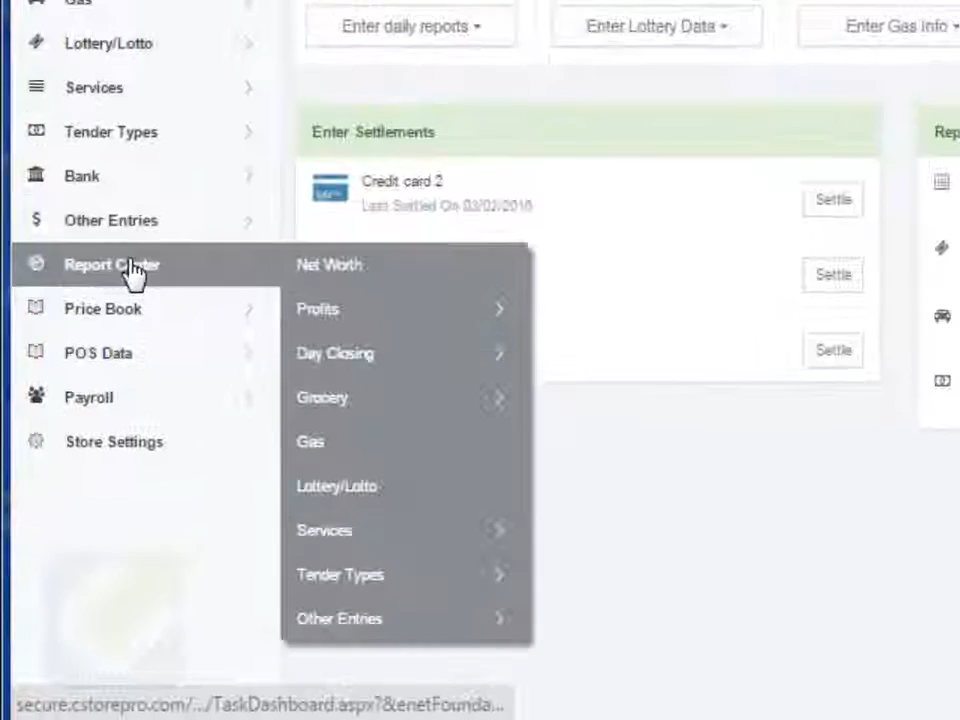 Gas
Enter daily reports
Enter Lottery Data
Enter Gas Info
Lottery/Lotto
Services
Tender Types
Enter Settlements
Rep
Bank
Credit card 2
Last Settled On 03/02/2016
Settle
Other Entries
Report Center
Net Worth
Settle
Price Book
Profits
POS Data
Day Closing
Settle
Payroll
Grocery
Store Settings
Gas
Lottery/Lotto
Services
Tender Types
Other Entries
secure.cstorepro.com/.../TaskDashboard.aspx?&enetFounda...